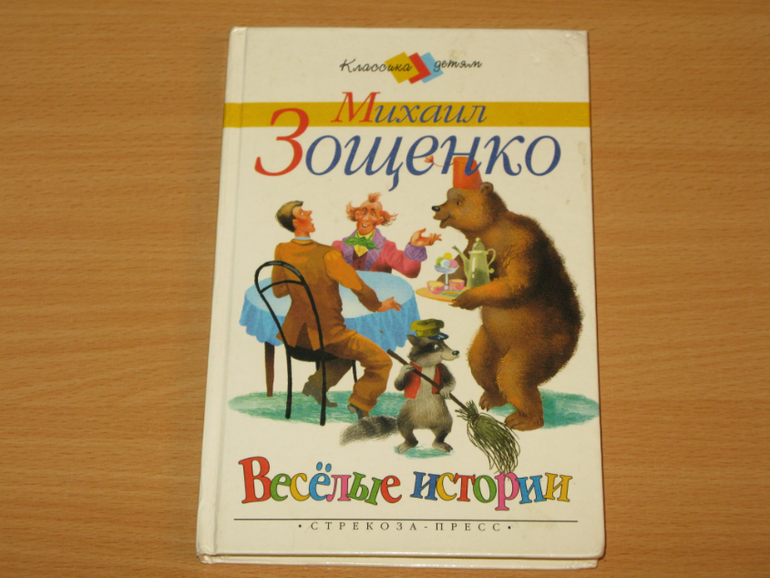 Классика детям
Михаил
Зощенко
Весёлые истории
• СТРЕКОЗА-ПРЕСС •